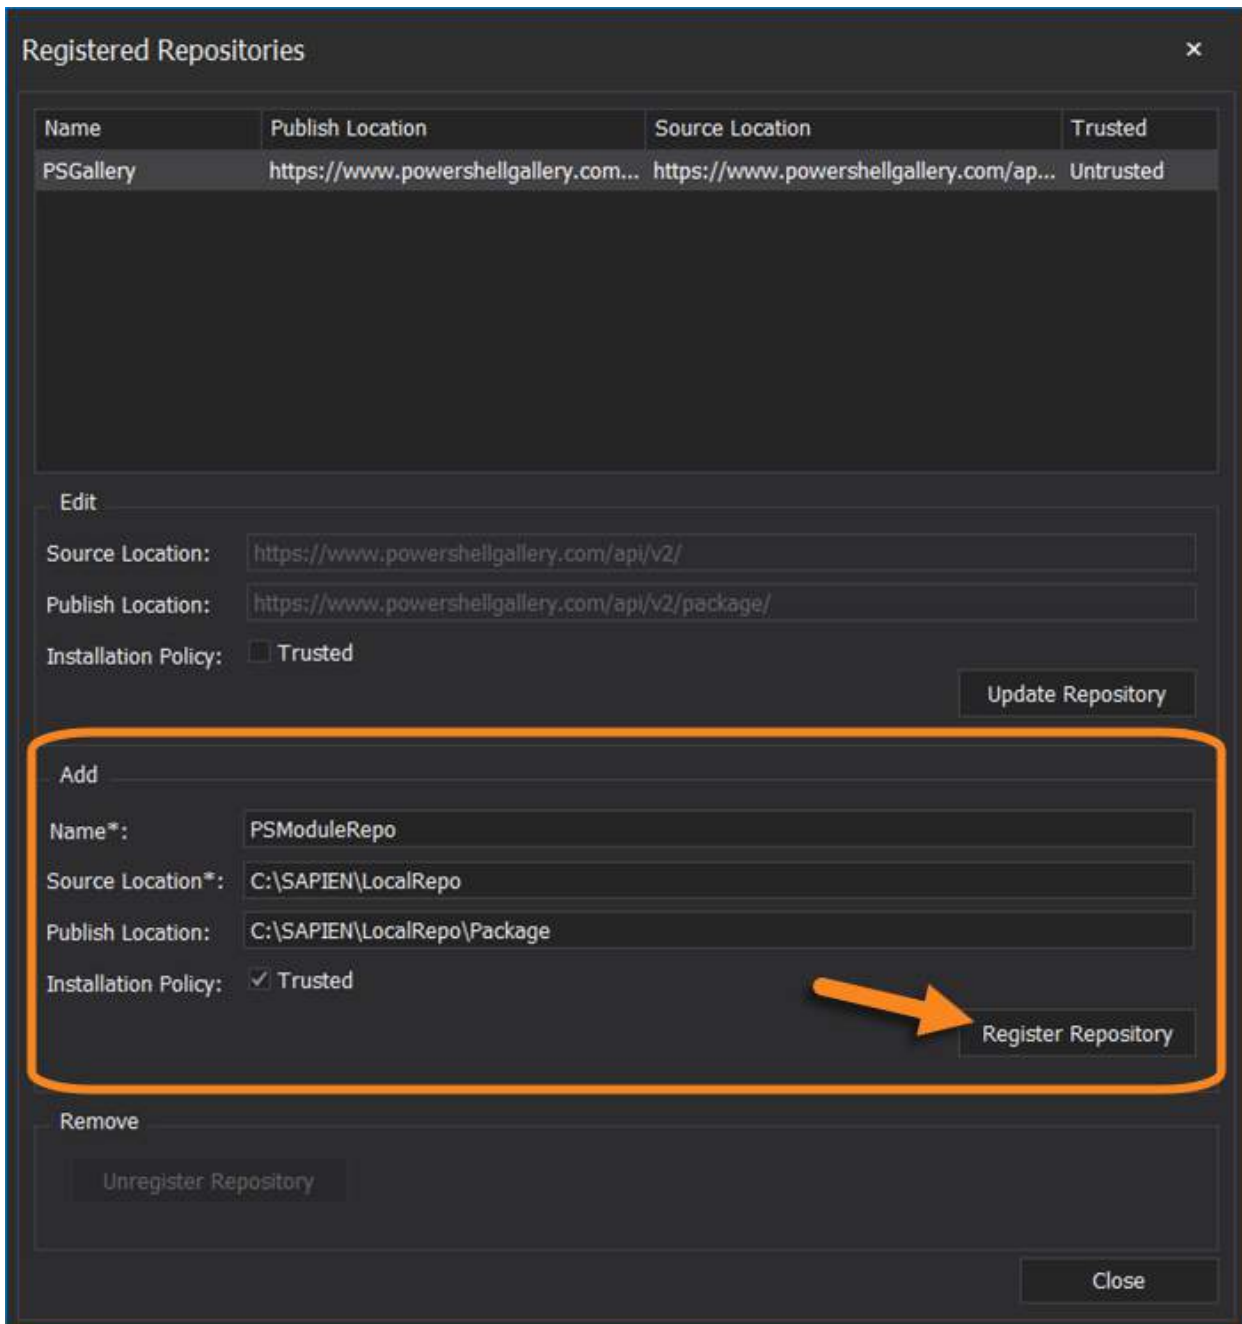 Registered Repositories
Name Publish Location Source Location Trusted
PSGallery https://www.powershellgallery.com... https://www.powershellgallery.com/ap... Untrusted
Edit
Source Location: https://www.powershellgallery.com/api/v2/
Publish Location: https://www.powershellgallery.com/api/v2/package/
Installation Policy: Trusted
Update Repository
Add
Name*: PSModuleRepo
Source Location*: C:\SAPIEN\LocalRepo
Publish Location: C:\SAPIEN\LocalRepo\Package
Installation Policy: Trusted
Register Repository
Remove
Unregister Repository
Close